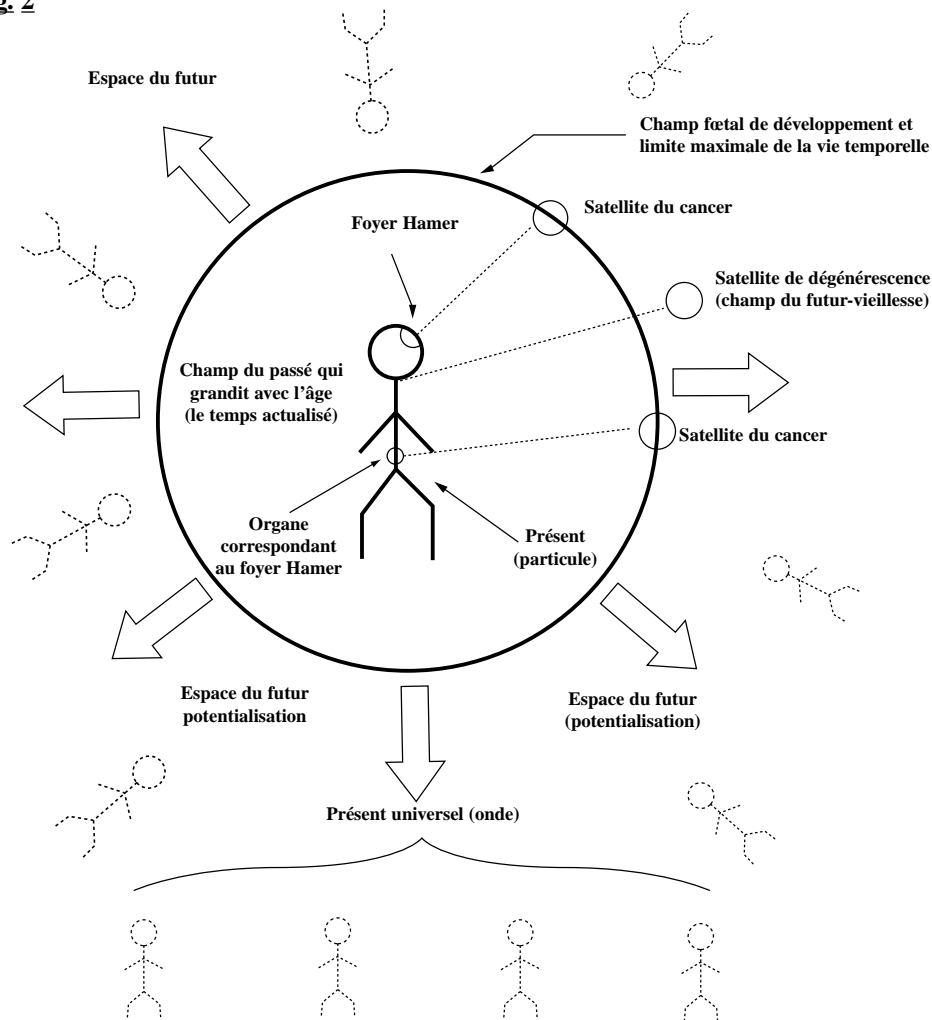 g. 2
Espace du futur
Champ fœtal de développement et
limite maximale de la vie temporelle
Satellite du cancer
Foyer Hamer
Satellite de dégénérescence
(champ du futur-vieillesse)
Champ du passé qui
grandit avec l’âge
(le temps actualisé)
Satellite du cancer
Organe
correspondant
au foyer Hamer
Présent
(particule)
Espace du futur
potentialisation
Espace du futur
(potentialisation)
Présent universel (onde)